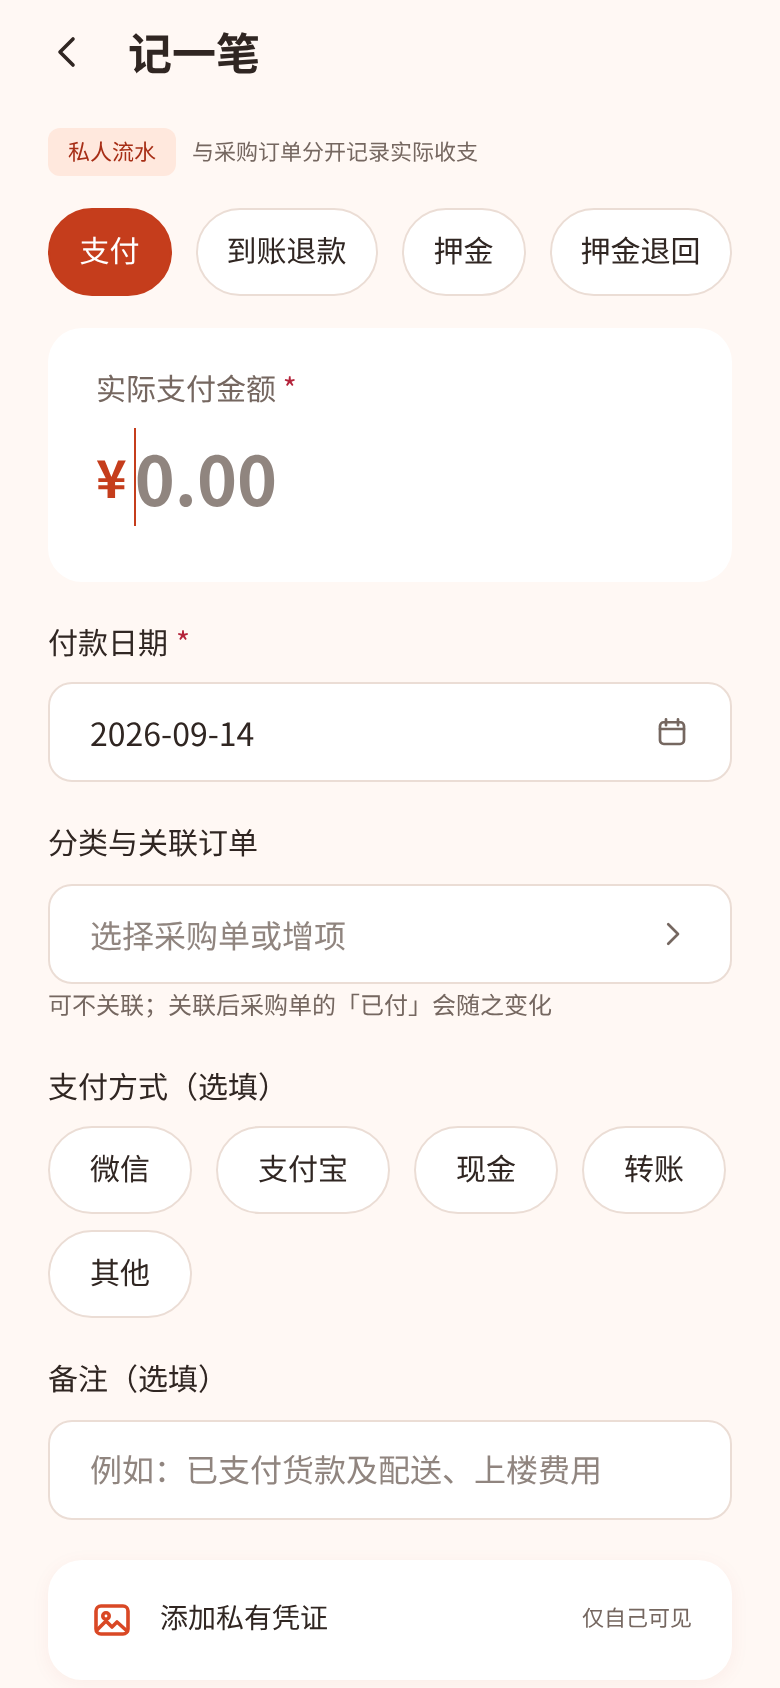 记一笔
私人流水 与采购订单分开记录实际收支
支付 到账退款 押金 押金退回
实际支付金额 *
¥0.00
付款日期 *
2026-09-14
分类与关联订单
选择采购单或增项
可不关联；关联后采购单的「已付」会随之变化
支付方式（选填）
微信 支付宝 现金 转账
其他
备注（选填）
例如：已支付货款及配送、上楼费用
添加私有凭证 仅自己可见